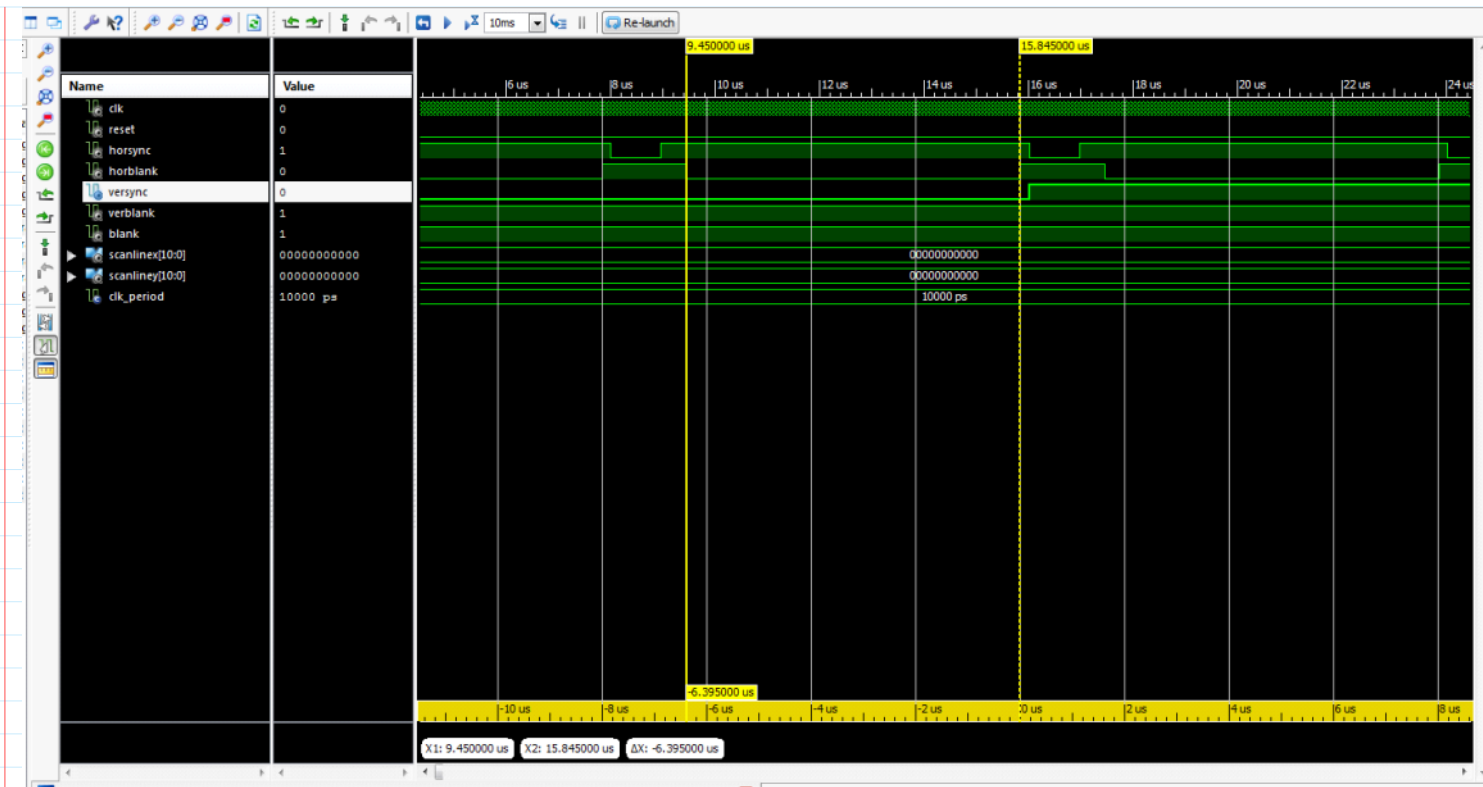 10ms Re-launch
9.450000 us 15.845000 us
Name Value
6 us 8 us 10 us 12 us 14 us 16 us 18 us 20 us 22 us 24 us
clk 0
reset 0
horsync 1
horblank 0
versync 0
verblank 1
blank 1
scanlinex[10:0] 00000000000 00000000000
scanliney[10:0] 00000000000 00000000000
clk_period 10000 ps 10000 ps
-6.395000 us
-10 us -8 us -6 us -4 us -2 us 0 us 2 us 4 us 6 us 8 us
X1: 9.450000 us X2: 15.845000 us ΔX: -6.395000 us